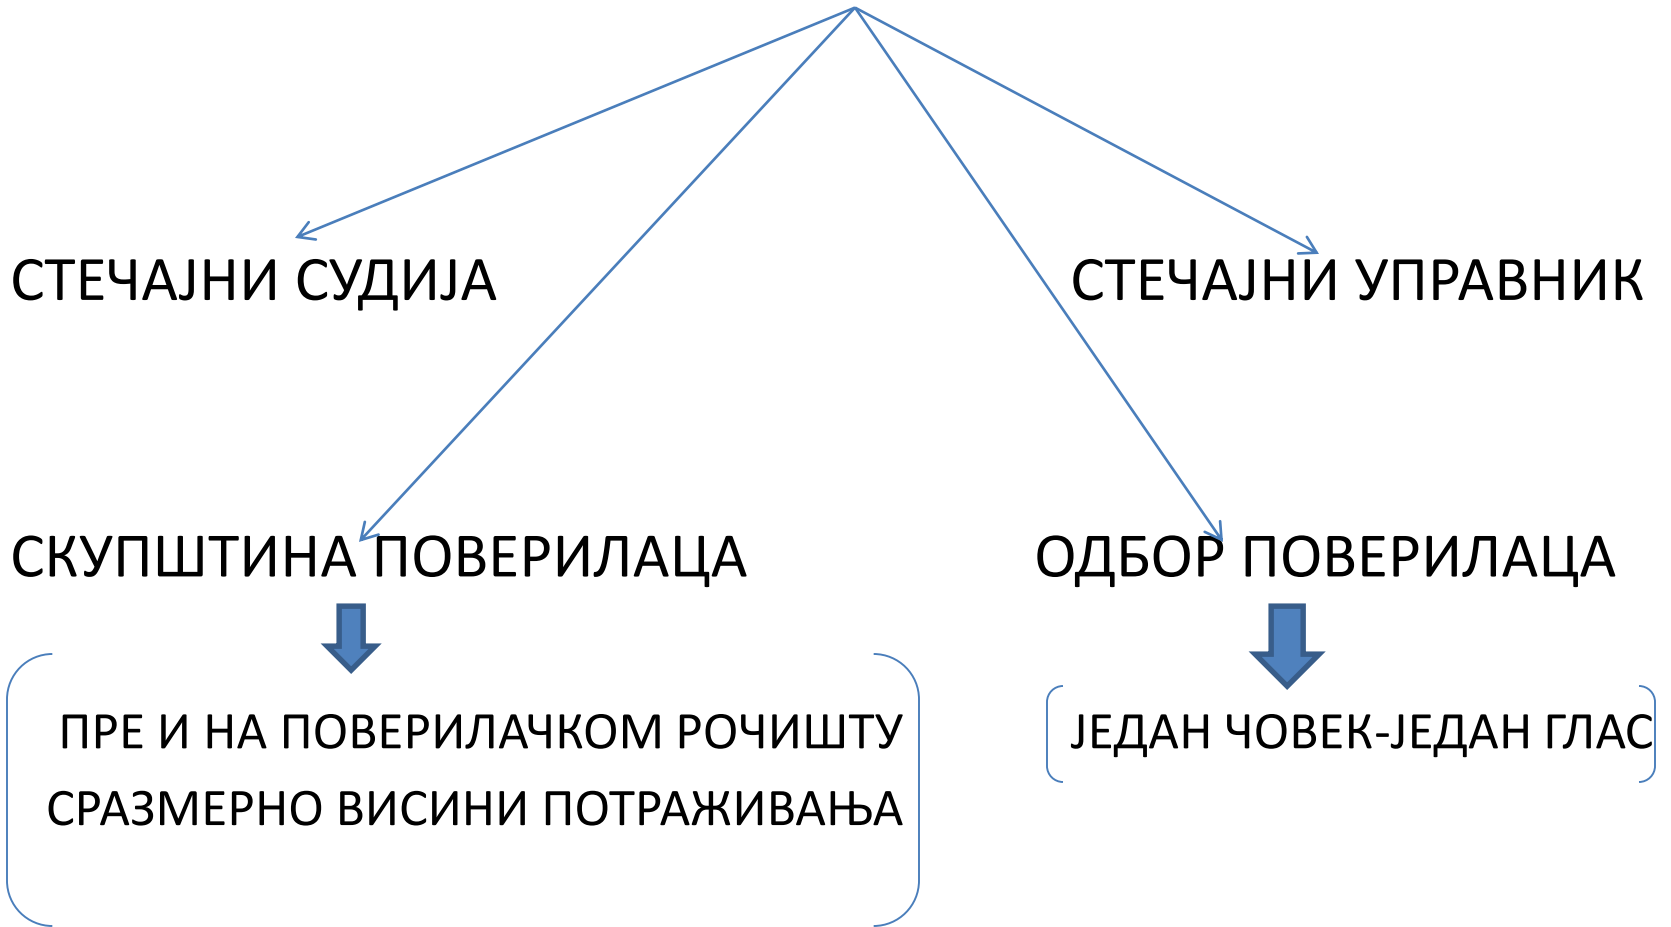 СТЕЧАЈНИ СУДИЈА
СТЕЧАЈНИ УПРАВНИК
СКУПШТИНА ПОВЕРИЛАЦА
ОДБОР ПОВЕРИЛАЦА
ПРЕ И НА ПОВЕРИЛАЧКОМ РОЧИШТУ
СРАЗМЕРНО ВИСИНИ ПОТРАЖИВАЊА
ЈЕДАН ЧОВЕК-ЈЕДАН ГЛАС